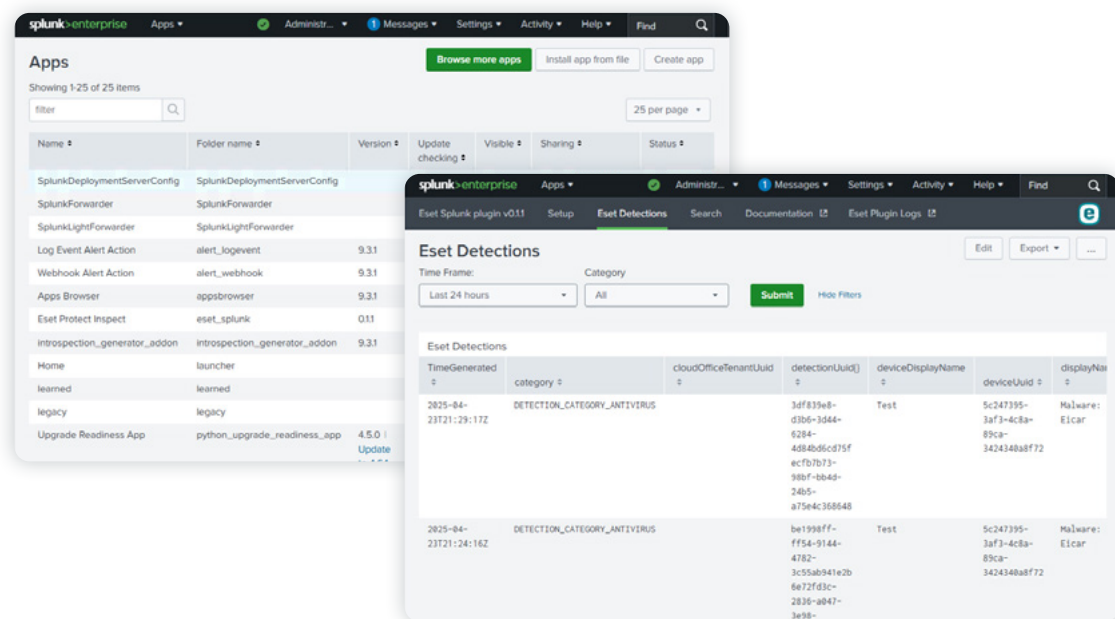 splunk>enterprise Apps Administr... 1 Messages Settings Activity Help Find
Apps
Browse more apps Install app from file Create app
Showing 1-25 of 25 items
filter
25 per page
Name Folder name Version Update checking Visible Sharing Status
SplunkDeploymentServerConfig SplunkDeploymentServerConfig
SplunkForwarder SplunkForwarder
SplunkLightForwarder SplunkLightForwarder
Log Event Alert Action alert_logevent 9.3.1
Webhook Alert Action alert_webhook 9.3.1
Apps Browser appsbrowser 9.3.1
Eset Protect Inspect eset_splunk 0.1.1
introspection_generator_addon introspection_generator_addon 9.3.1
Home launcher
learned learned
legacy legacy
Upgrade Readiness App python_upgrade_readiness_app 4.5.0 |
Update
splunk>enterprise Apps Administr... 1 Messages Settings Activity Help Find
Eset Splunk plugin v0.1.1 Setup Eset Detections Search Documentation Eset Plugin Logs e
Eset Detections
Edit Export ...
Time Frame: Category
Last 24 hours All Submit Hide Filters
Eset Detections
TimeGenerated category cloudOfficeTenantUuid detectionUuid() deviceDisplayName deviceUuid displayNa
2025-04- DETECTION_CATEGORY_ANTIVIRUS 3df839e8- Test 5c247395- Malware:
23T21:29:17Z d3b6-3d44- 3af3-4c8a- Eicar
6284- 89ca-
4d84bd6cd75f 3424340a8f72
ecfb7b73-
98bf-bb4d-
24b5-
a75e4c368648
2025-04- DETECTION_CATEGORY_ANTIVIRUS be1998ff- Test 5c247395- Malware:
23T21:24:16Z ff54-9144- 3af3-4c8a- Eicar
4782- 89ca-
3c55ab941e2b 3424340a8f72
6e72fd3c-
2836-a047-
3e98-